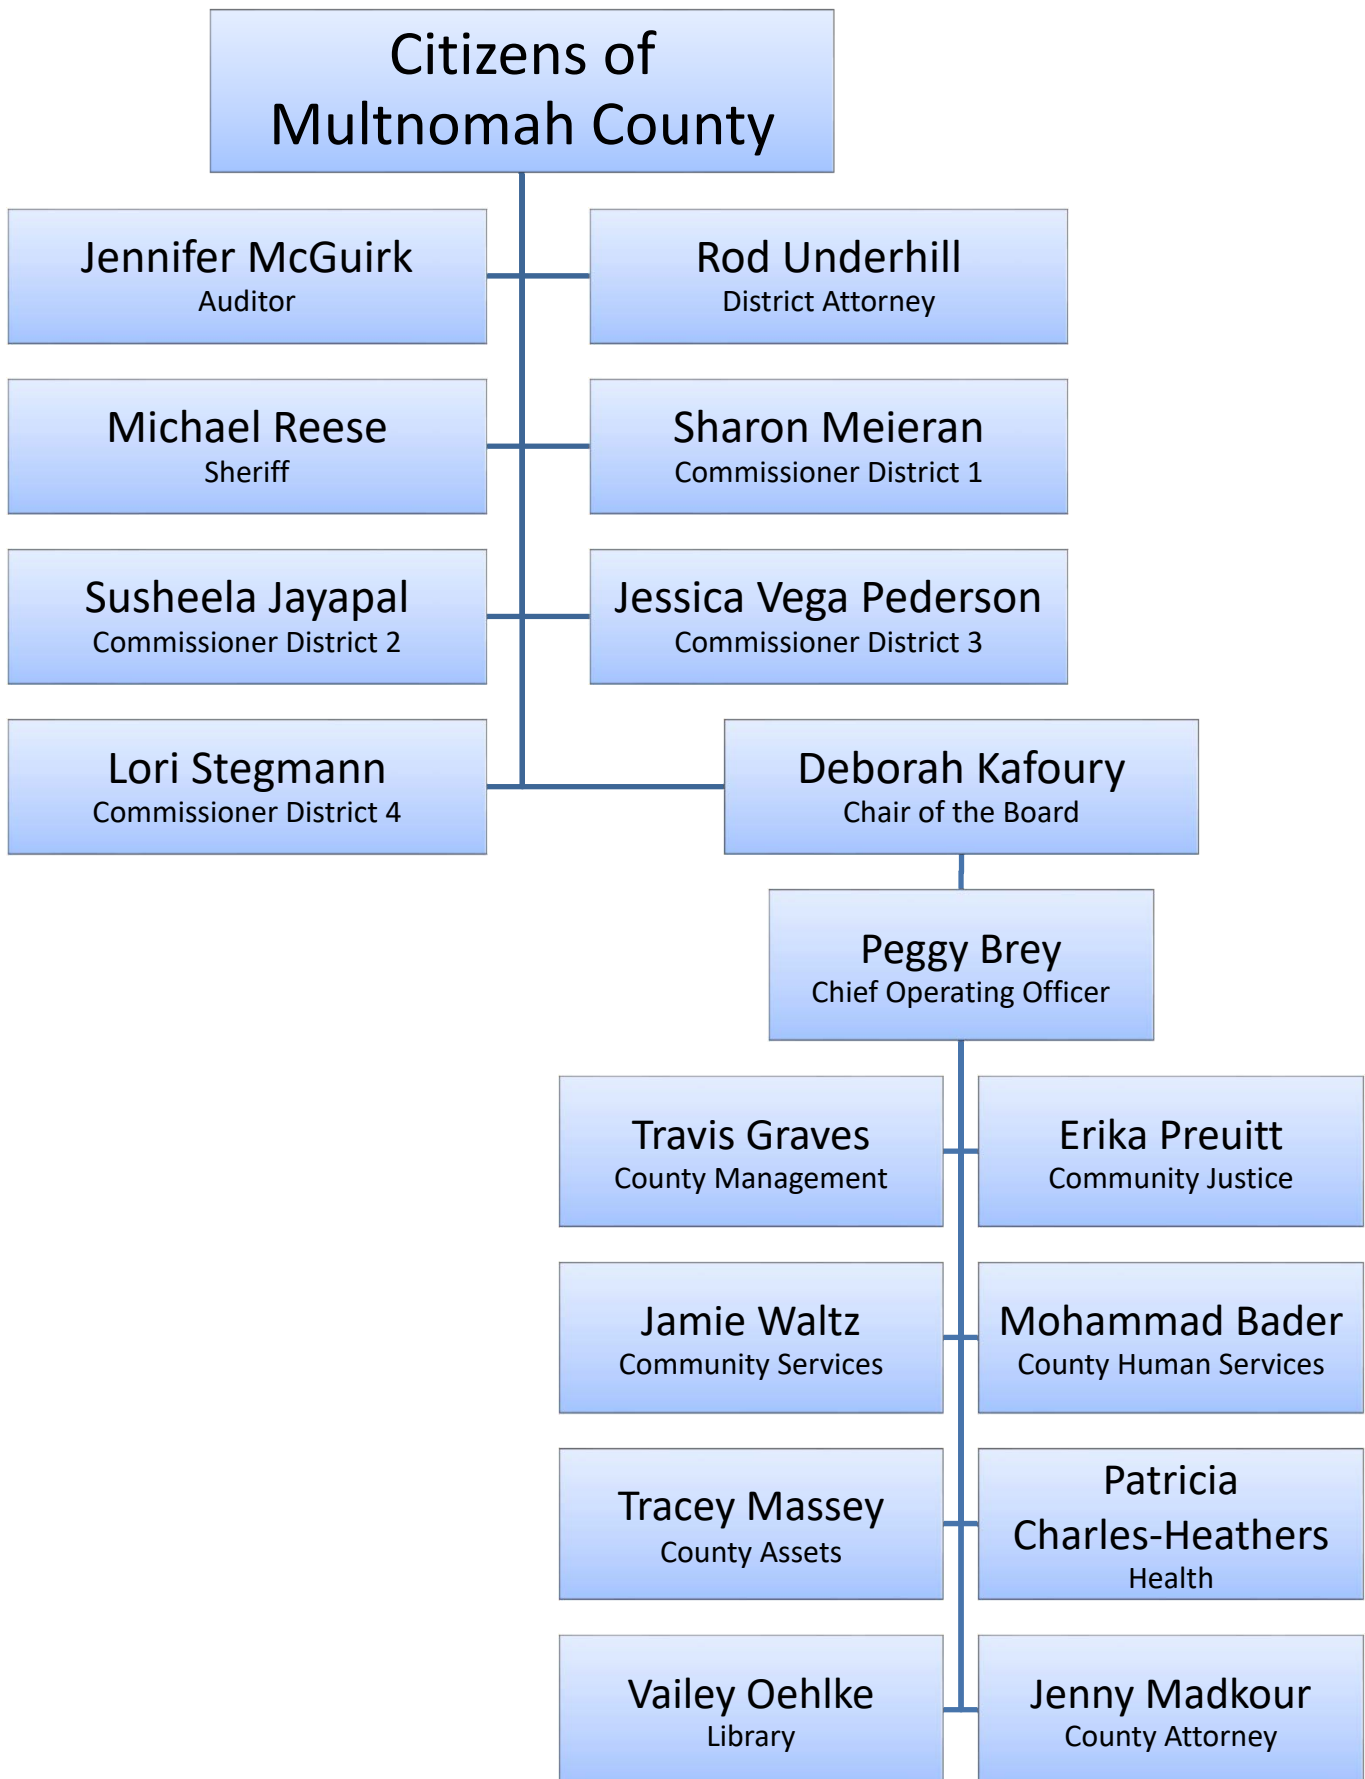 Citizens of
Multnomah County
Jennifer McGuirk
Auditor
Rod Underhill
District Attorney
Michael Reese
Sheriff
Sharon Meieran
Commissioner District 1
Susheela Jayapal
Commissioner District 2
Jessica Vega Pederson
Commissioner District 3
Lori Stegmann
Commissioner District 4
Deborah Kafoury
Chair of the Board
Peggy Brey
Chief Operating Officer
Travis Graves
County Management
Erika Preuitt
Community Justice
Jamie Waltz
Community Services
Mohammad Bader
County Human Services
Tracey Massey
County Assets
Patricia
Charles-Heathers
Health
Vailey Oehlke
Library
Jenny Madkour
County Attorney